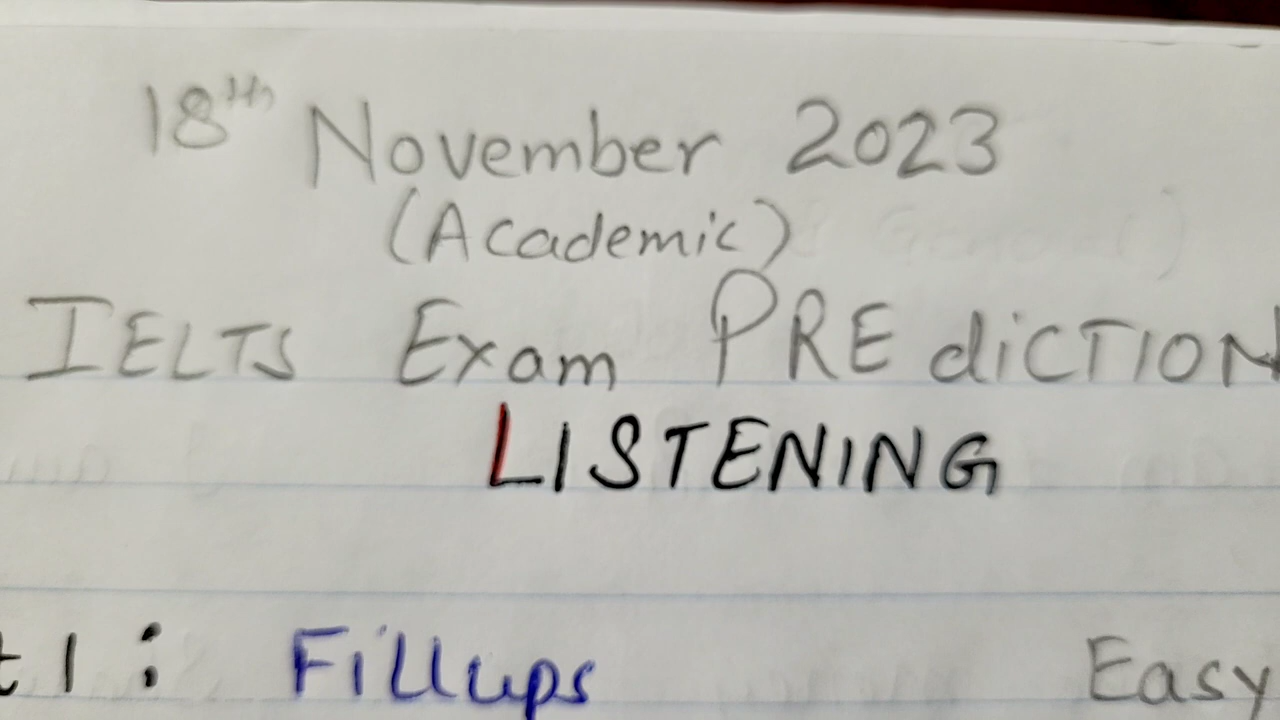 18th November 2023
(Academic)
IELTS Exam PREdiCTION
LISTENING
t 1 : Fillups Easy